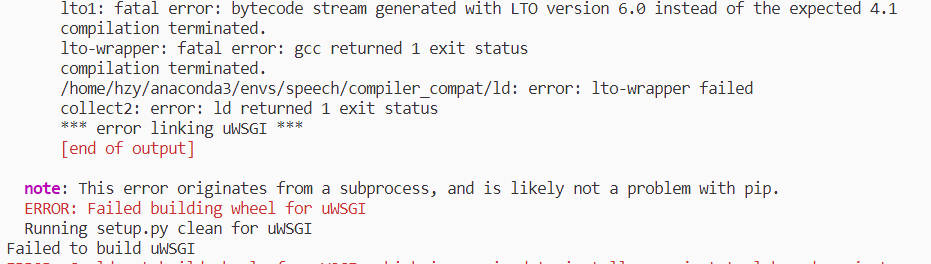 lto1: fatal error: bytecode stream generated with LTO version 6.0 instead of the expected 4.1
compilation terminated.
lto-wrapper: fatal error: gcc returned 1 exit status
compilation terminated.
/home/hzy/anaconda3/envs/speech/compiler_compat/ld: error: lto-wrapper failed
collect2: error: ld returned 1 exit status
*** error linking uWSGI ***
[end of output]
note: This error originates from a subprocess, and is likely not a problem with pip.
ERROR: Failed building wheel for uWSGI
Running setup.py clean for uWSGI
Failed to build uWSGI